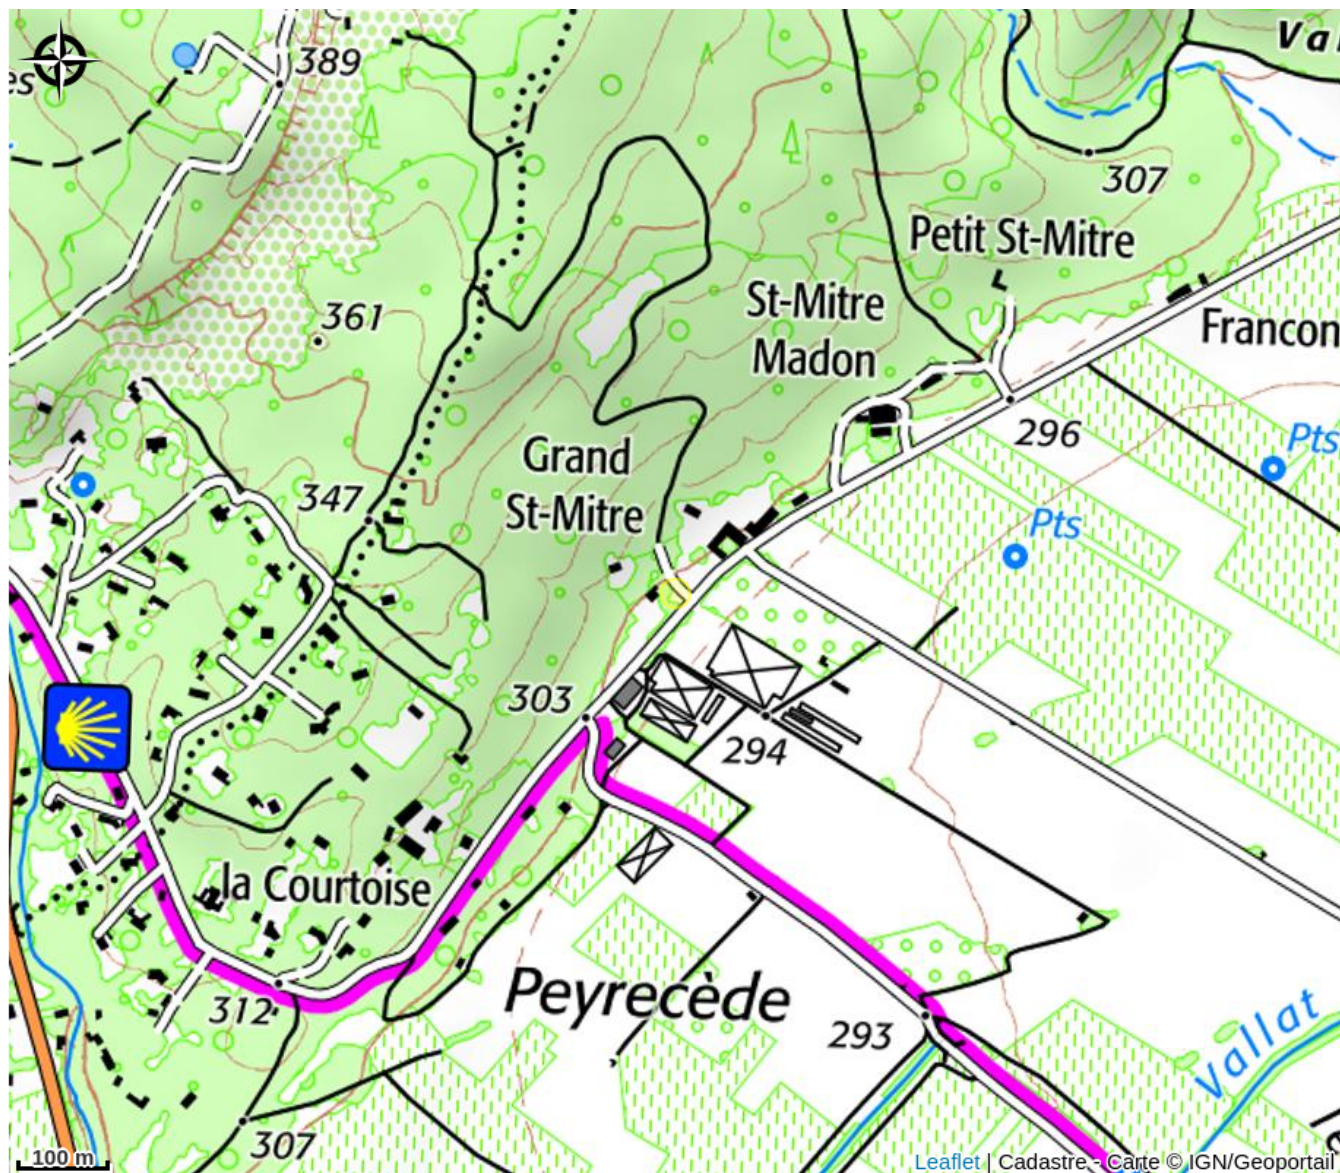 389
es
Va
307
Petit St-Mitre
St-Mitre
Madon
361
Francon
296
Pts
Grand
St-Mitre
347
Pts
303
294
la Courtoise
Peyrecède
312
293
Vallat
307
100 m
Leaflet | Cadastre - Carte © IGN/Geoportail